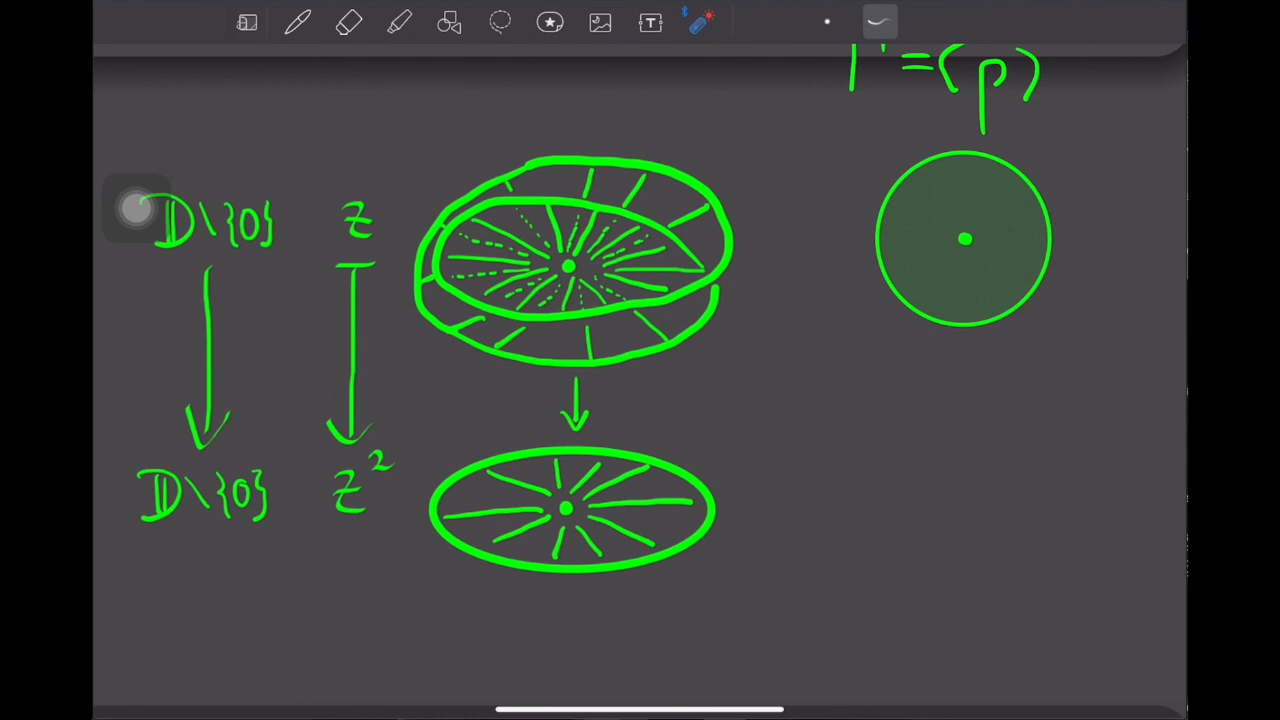 = ( p )
𝔻\{0} z
𝔻\{0} z²